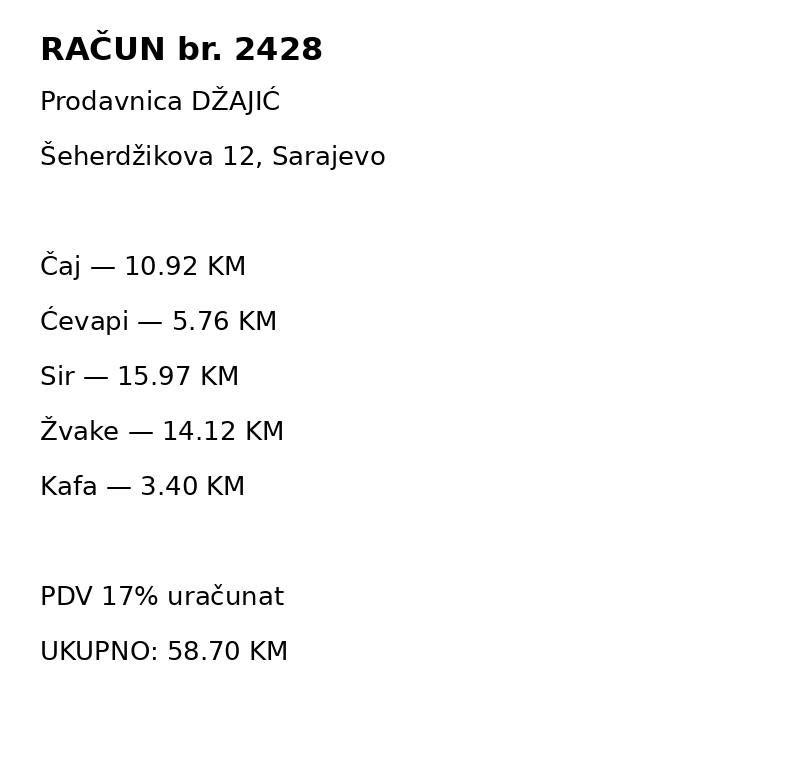 RAČUN br. 2428
Prodavnica DŽAJIĆ
Šeherdžikova 12, Sarajevo
Čaj — 10.92 KM
Ćevapi — 5.76 KM
Sir — 15.97 KM
Žvake — 14.12 KM
Kafa — 3.40 KM
PDV 17% uračunat
UKUPNO: 58.70 KM